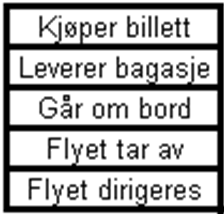 Kjøper billett
Leverer bagasje
Går om bord
Flyet tar av
Flyet dirigeres